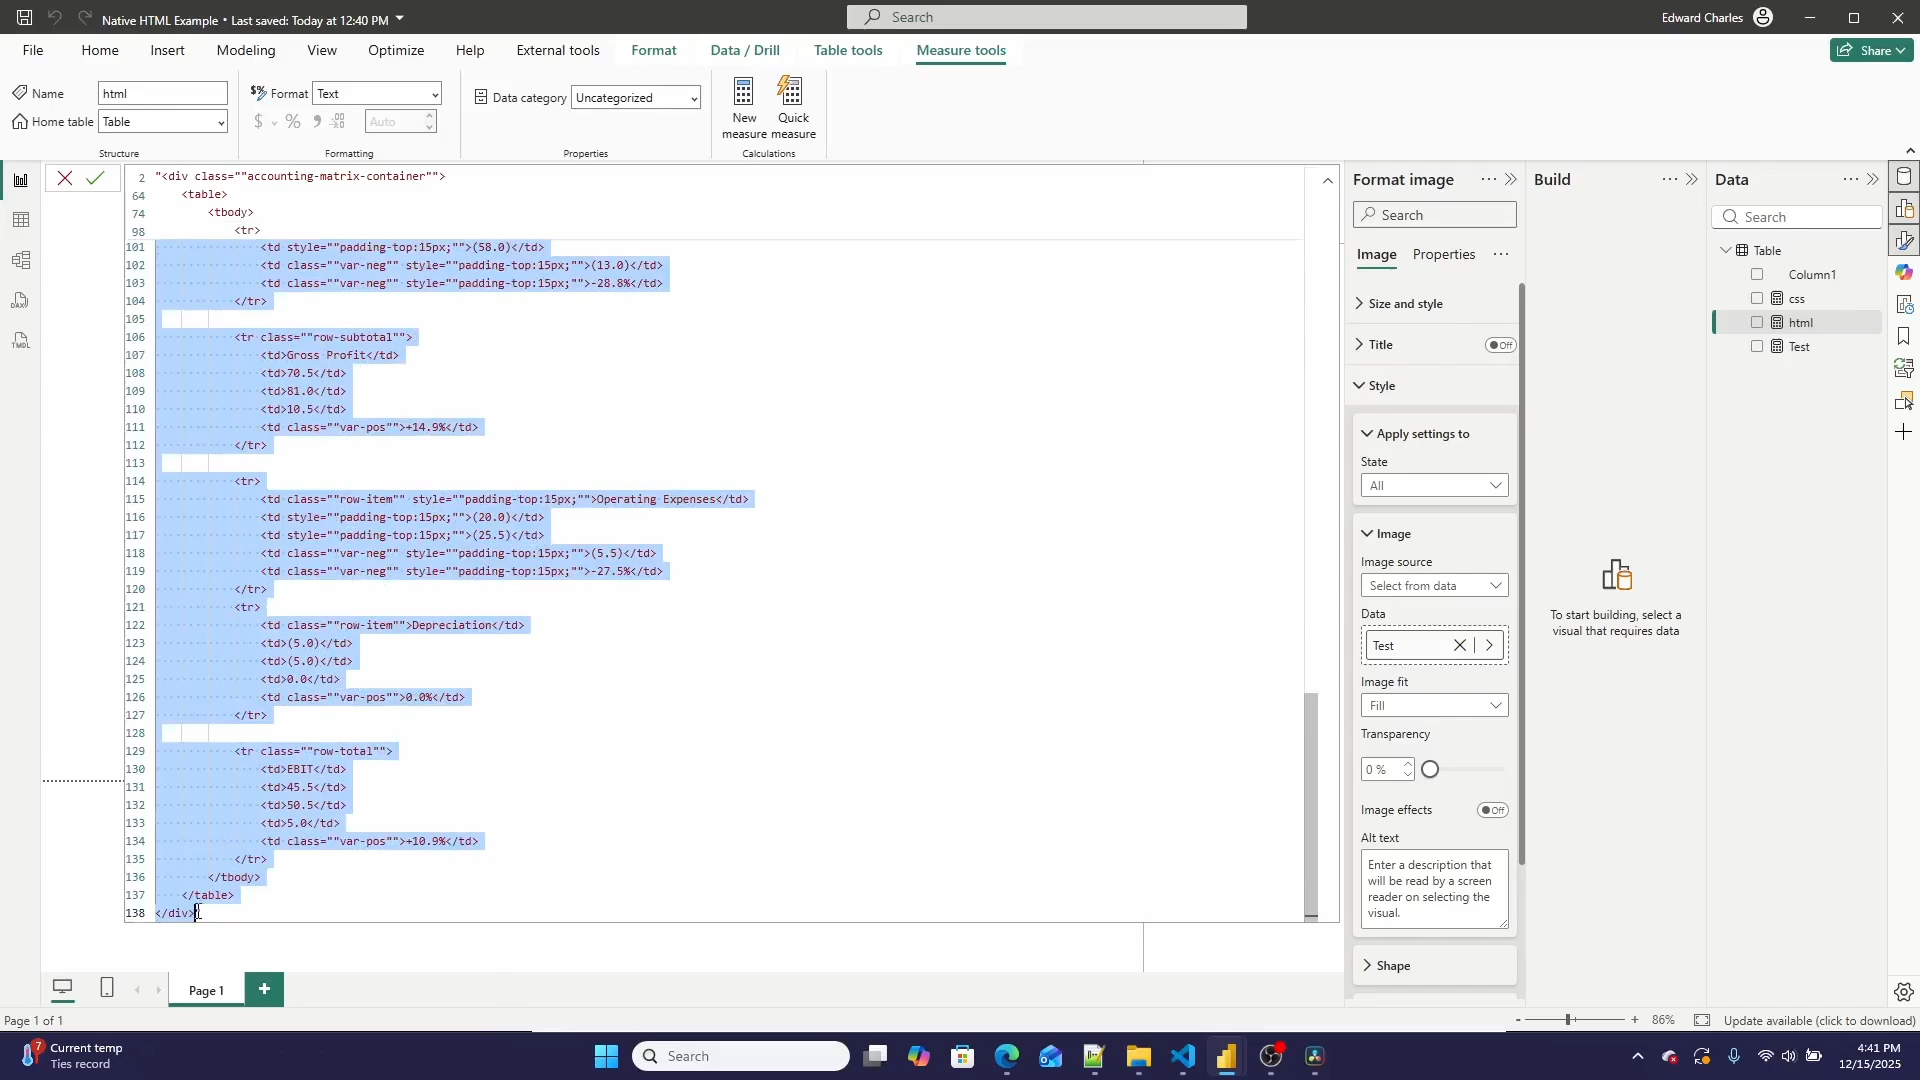 Native HTML Example • Last saved: Today at 12:40 PM
Search
Edward Charles
File
Home
Insert
Modeling
View
Optimize
Help
External tools
Format
Data / Drill
Table tools
Measure tools
Share
Name
html
Home table
Table
Structure
Format
Text
$
%
Auto
Formatting
Data category
Uncategorized
Properties
New
measure
Quick
measure
Calculations
2 "<div class=""accounting-matrix-container"">
64 <table>
74 <tbody>
98 <tr>
101 <td style=""padding-top:15px;"">(58.0)</td>
102 <td class=""var-neg"" style=""padding-top:15px;"">(13.0)</td>
103 <td class=""var-neg"" style=""padding-top:15px;"">-28.8%</td>
104 </tr>
105
106 <tr class=""row-subtotal"">
107 <td>Gross Profit</td>
108 <td>70.5</td>
109 <td>81.0</td>
110 <td>10.5</td>
111 <td class=""var-pos"">+14.9%</td>
112 </tr>
113
114 <tr>
115 <td class=""row-item"" style=""padding-top:15px;"">Operating Expenses</td>
116 <td style=""padding-top:15px;"">(20.0)</td>
117 <td style=""padding-top:15px;"">(25.5)</td>
118 <td class=""var-neg"" style=""padding-top:15px;"">(5.5)</td>
119 <td class=""var-neg"" style=""padding-top:15px;"">-27.5%</td>
120 </tr>
121 <tr>
122 <td class=""row-item"">Depreciation</td>
123 <td>(5.0)</td>
124 <td>(5.0)</td>
125 <td>0.0</td>
126 <td class=""var-pos"">0.0%</td>
127 </tr>
128
129 <tr class=""row-total"">
130 <td>EBIT</td>
131 <td>45.5</td>
132 <td>50.5</td>
133 <td>5.0</td>
134 <td class=""var-pos"">+10.9%</td>
135 </tr>
136 </tbody>
137 </table>
138 </div>
DAX
TMDL
Format image
Search
Image
Properties
Size and style
Title
Off
Style
Apply settings to
State
All
Image
Image source
Select from data
Data
Test
Image fit
Fill
Transparency
0 %
Image effects
Off
Alt text
Enter a description that
will be read by a screen
reader on selecting the
visual.
Shape
Build
To start building, select a
visual that requires data
Data
Search
Table
Column1
css
html
Test
Page 1
Page 1 of 1
86%
Update available (click to download)
7
Current temp
Ties record
Search
4:41 PM
12/15/2025